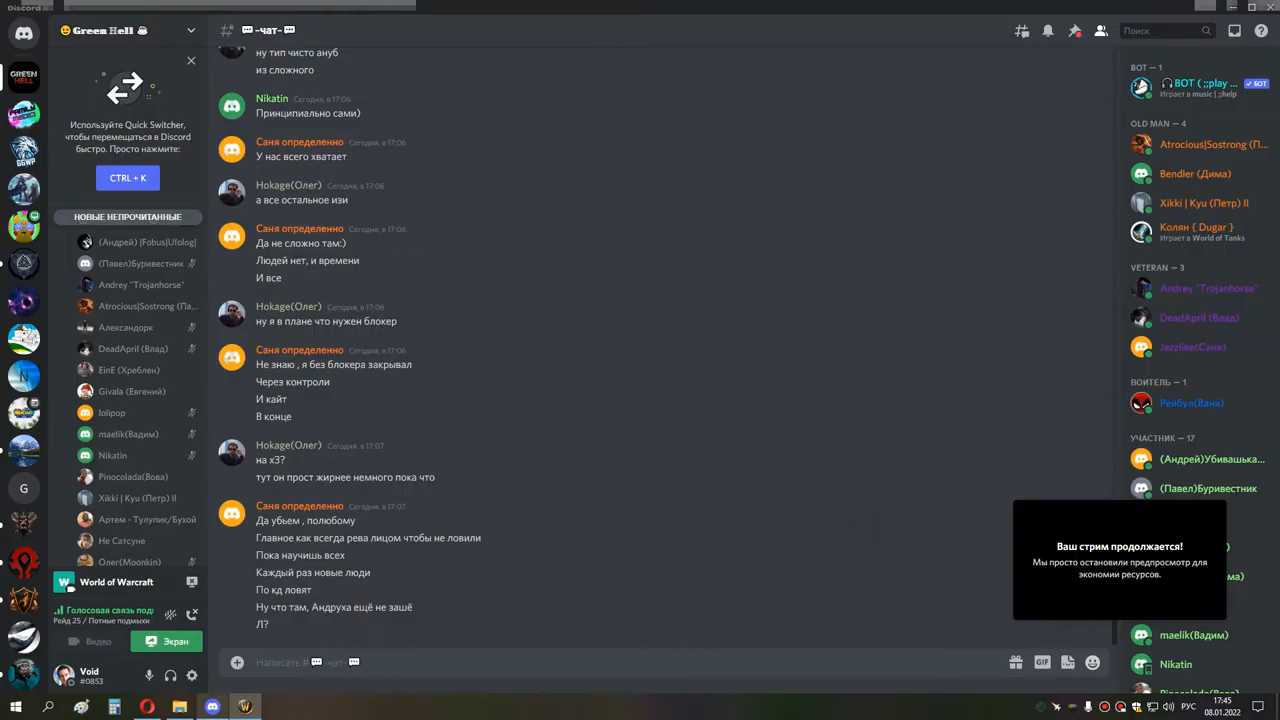 Discord
GREEN HELL
G
😉Green Hell ☕
Используйте Quick Switcher,
чтобы перемещаться в Discord
быстро. Просто нажмите:
CTRL + K
НОВЫЕ НЕПРОЧИТАННЫЕ
(Андрей) |Fobus|Ufolog|
(Павел)Буривестник
Andrey "Trojanhorse"
Atrocious|Sostrong (Па...
Александорк
DeadApril (Влад)
EinE (Хреблен)
Givala (Евгений)
lolipop
maelik(Вадим)
Nikatin
Pinocolada(Вова)
Xikki | Kyu (Петр) II
Артем - Тулупик/Бухой
Не Сатсуне
Олег(Moonkin)
World of Warcraft
Голосовая связь под
Рейд 25 / Потные подмыхи
Видео
Экран
Void
#0853
💬-чат-💬
Поиск
ну тип чисто ануб
из сложного
Nikatin Сегодня, в 17:06
Принципиально сами)
Саня определенно Сегодня, в 17:06
У нас всего хватает
Hokage(Олег) Сегодня, в 17:06
а все остальное изи
Саня определенно Сегодня, в 17:06
Да не сложно там:)
Людей нет, и времени
И все
Hokage(Олег) Сегодня, в 17:06
ну я в плане что нужен блокер
Саня определенно Сегодня, в 17:06
Не знаю , я без блокера закрывал
Через контроли
И кайт
В конце
Hokage(Олег) Сегодня, в 17:07
на х3?
тут он прост жирнее немного пока что
Саня определенно Сегодня, в 17:07
Да убьем , полюбому
Главное как всегда рева лицом чтобы не ловили
Пока научишь всех
Каждый раз новые люди
По кд ловят
Ну что там, Андруха ещё не зашё
Л?
Написать #💬-чат-💬
GIF
BOT — 1
BOT ( ;;play ...
БОТ
Играет в music | ;;help
OLD MAN — 4
Atrocious|Sostrong (П...
Bendler (Дима)
Xikki | Kyu (Петр) II
Колян { Dugar }
Играет в World of Tanks
VETERAN — 3
Andrey "Trojanhorse"
DeadApril (Влад)
Jazzlike(Саня)
ВОИТЕЛЬ — 1
Рейбул(Ваня)
УЧАСТНИК — 17
(Андрей)Убивашька...
(Павел)Буривестник
Ваш стрим продолжается!
Мы просто остановили предпросмотр для
экономии ресурсов.
maelik(Вадим)
Nikatin
Pinocolada(Вова)
РУС
17:45
08.01.2022